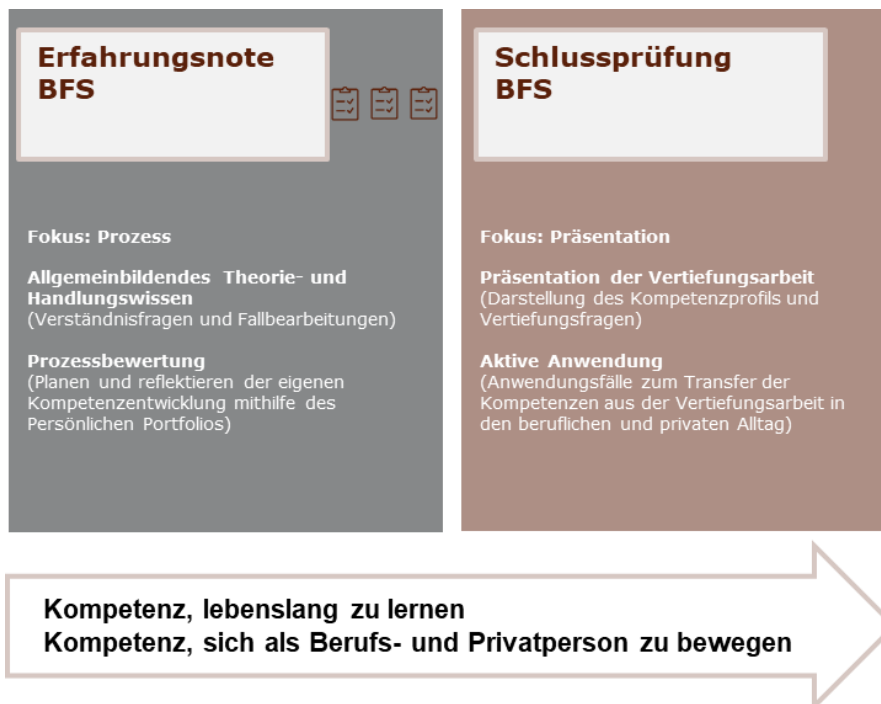 Erfahrungsnote
BFS
Fokus: Prozess
Allgemeinbildendes Theorie- und
Handlungswissen
(Verständnisfragen und Fallbearbeitungen)
Prozessbewertung
(Planen und reflektieren der eigenen
Kompetenzentwicklung mithilfe des
Persönlichen Portfolios)
Schlussprüfung
BFS
Fokus: Präsentation
Präsentation der Vertiefungsarbeit
(Darstellung des Kompetenzprofils und
Vertiefungsfragen)
Aktive Anwendung
(Anwendungsfälle zum Transfer der
Kompetenzen aus der Vertiefungsarbeit in
den beruflichen und privaten Alltag)
Kompetenz, lebenslang zu lernen
Kompetenz, sich als Berufs- und Privatperson zu bewegen